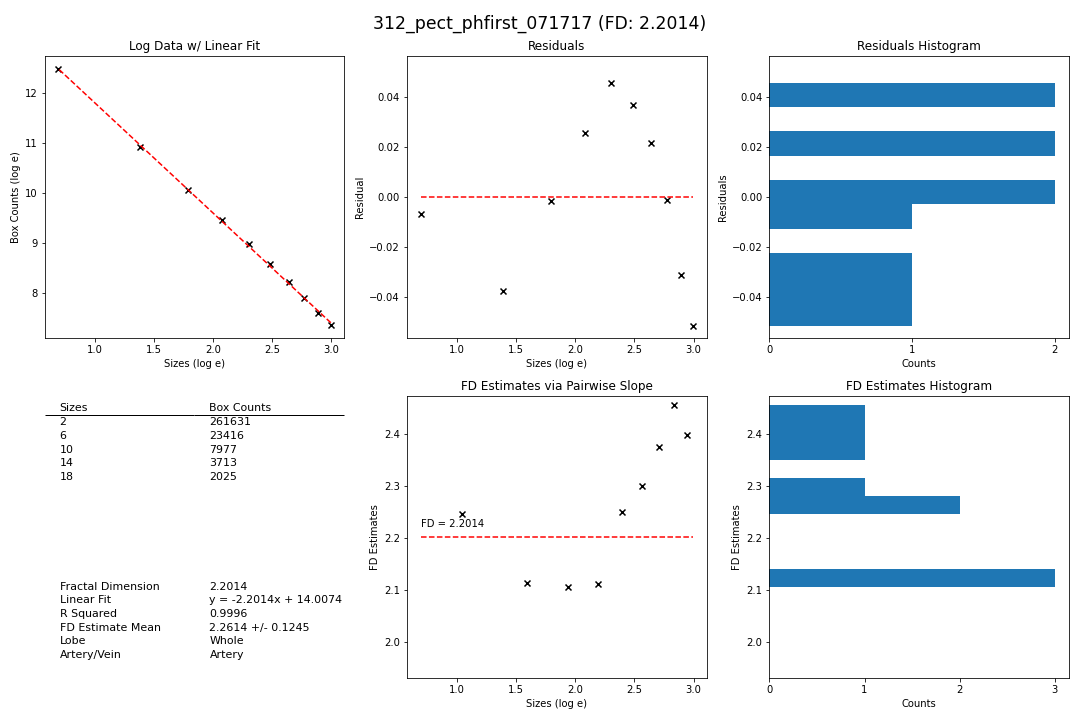 312_pect_phfirst_071717 (FD: 2.2014)
Log Data w/ Linear Fit
Box Counts (log e)
12
11
10
9
8
1.0 1.5 2.0 2.5 3.0
Sizes (log e)
Residuals
Residual
0.04
0.02
0.00
−0.02
−0.04
1.0 1.5 2.0 2.5 3.0
Sizes (log e)
Residuals Histogram
Residuals
0.04
0.02
0.00
−0.02
−0.04
0 1 2
Counts
Sizes Box Counts
2 261631
6 23416
10 7977
14 3713
18 2025
Fractal Dimension 2.2014
Linear Fit y = -2.2014x + 14.0074
R Squared 0.9996
FD Estimate Mean 2.2614 +/- 0.1245
Lobe Whole
Artery/Vein Artery
FD Estimates via Pairwise Slope
FD Estimates
2.4
2.3
2.2
2.1
2.0
FD = 2.2014
1.0 1.5 2.0 2.5 3.0
Sizes (log e)
FD Estimates Histogram
FD Estimates
2.4
2.3
2.2
2.1
2.0
0 1 2 3
Counts